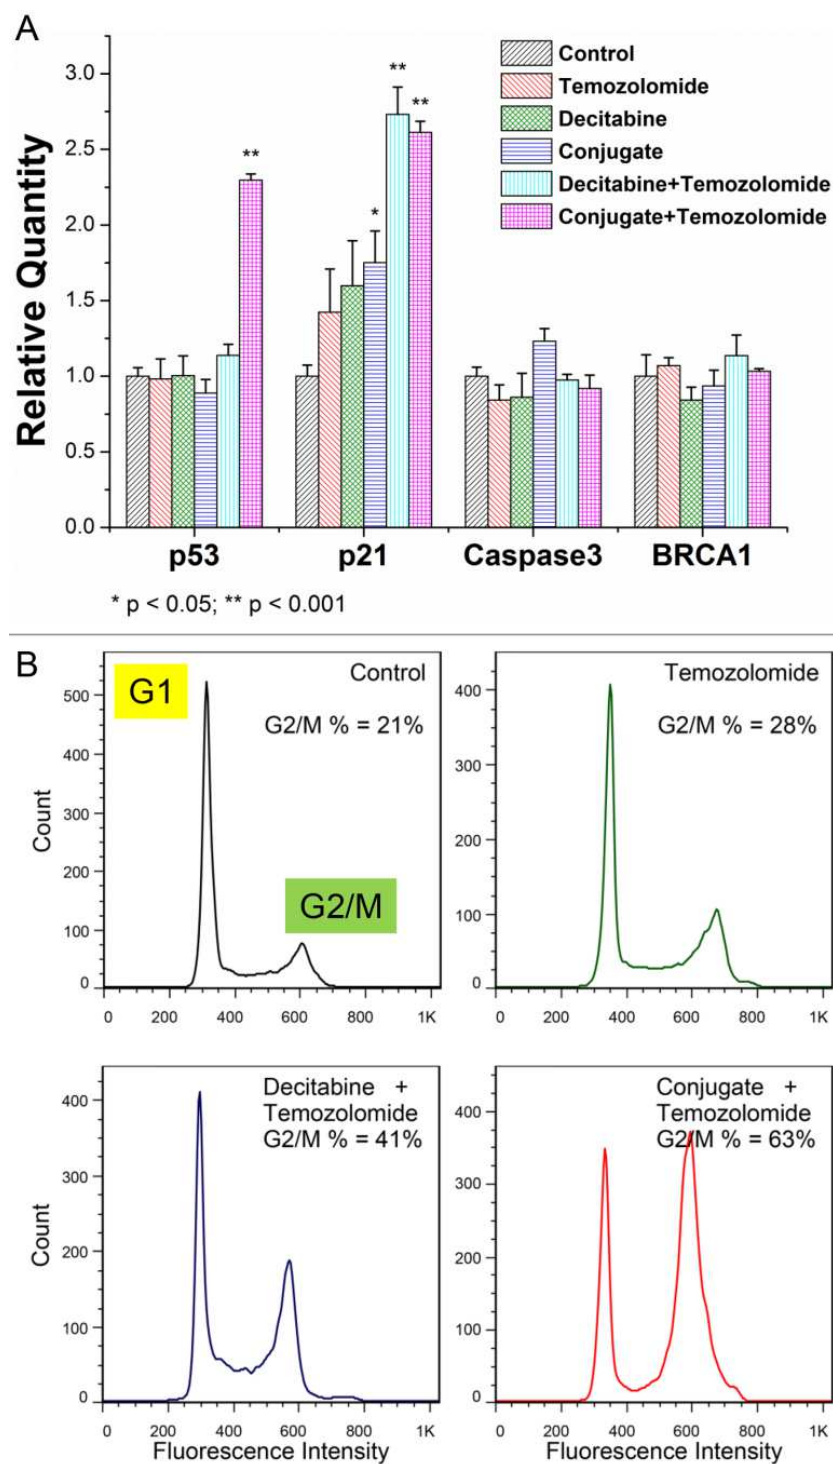 A
Relative Quantity
3.0
2.5
2.0
1.5
1.0
0.5
0.0
**
*
**
**
Control
Temozolomide
Decitabine
Conjugate
Decitabine+Temozolomide
Conjugate+Temozolomide
p53 p21 Caspase3 BRCA1
* p < 0.05; ** p < 0.001
B
Count
500
400
300
200
100
0
G1
Control
G2/M % = 21%
G2/M
0 200 400 600 800 1K
400
300
200
100
0
Temozolomide
G2/M % = 28%
0 200 400 600 800 1K
Count
400
300
200
100
0
Decitabine +
Temozolomide
G2/M % = 41%
0 200 400 600 800 1K
Fluorescence Intensity
400
300
200
100
0
Conjugate +
Temozolomide
G2/M % = 63%
0 200 400 600 800 1K
Fluorescence Intensity